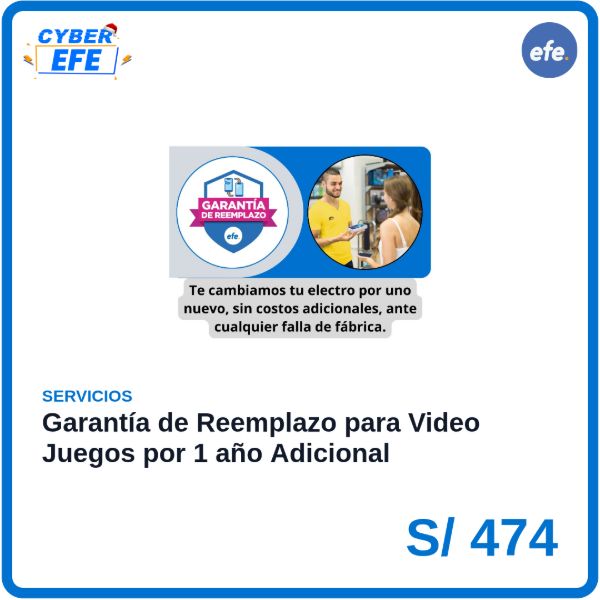 CYBER
EFE
efe.
GARANTÍA
DE REEMPLAZO
efe
Te cambiamos tu electro por uno
nuevo, sin costos adicionales, ante
cualquier falla de fábrica.
SERVICIOS
Garantía de Reemplazo para Video
Juegos por 1 año Adicional
S/ 474